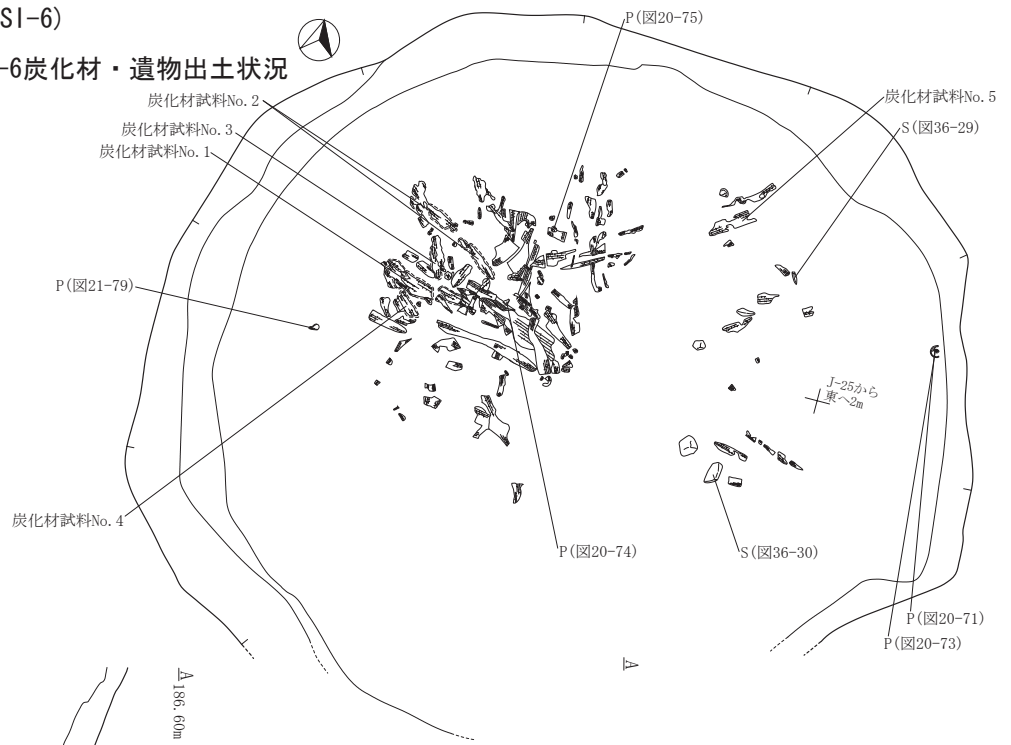 SI-6)
-6炭化材・遺物出土状況
P(図20-75)
炭化材試料No.2
炭化材試料No.5
炭化材試料No.3
S(図36-29)
炭化材試料No.1
P(図21-79)
J-25から
東へ2m
炭化材試料No.4
P(図20-74)
S(図36-30)
P(図20-71)
P(図20-73)
A
A
186.60m